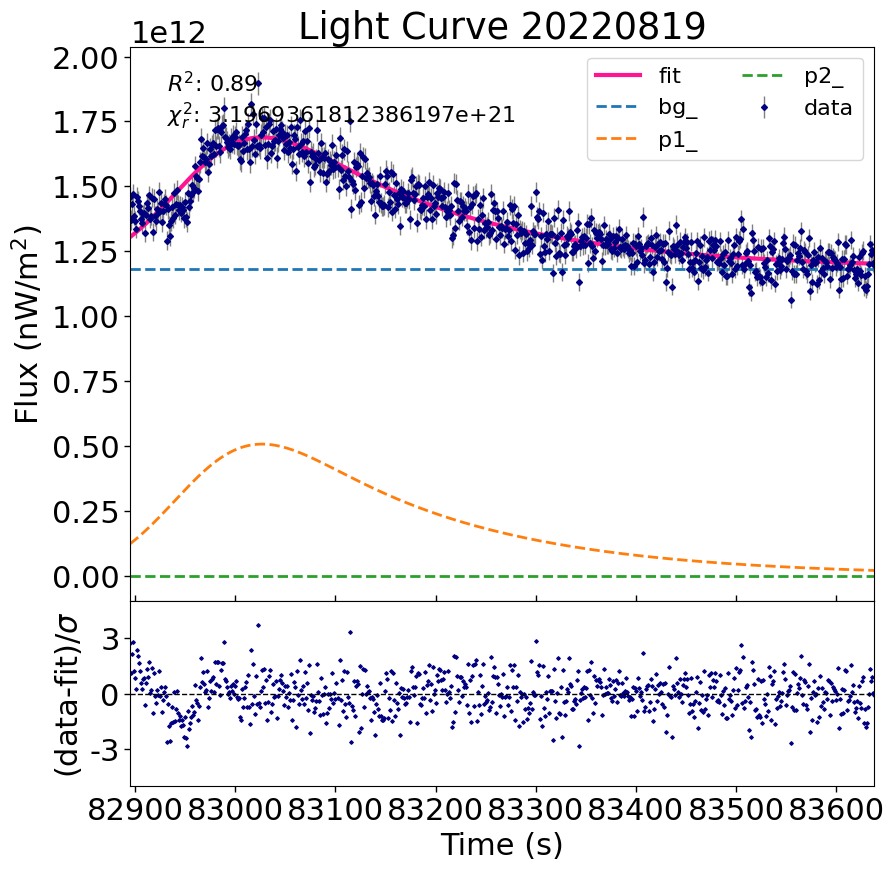 Light Curve 20220819
1e12
R²: 0.89
χ²ᵣ: 3.1969361812386197e+21
fit
bg_
p1_
p2_
data
Flux (nW/m²)
2.00
1.75
1.50
1.25
1.00
0.75
0.50
0.25
0.00
(data-fit)/σ
3
0
-3
82900 83000 83100 83200 83300 83400 83500 83600
Time (s)